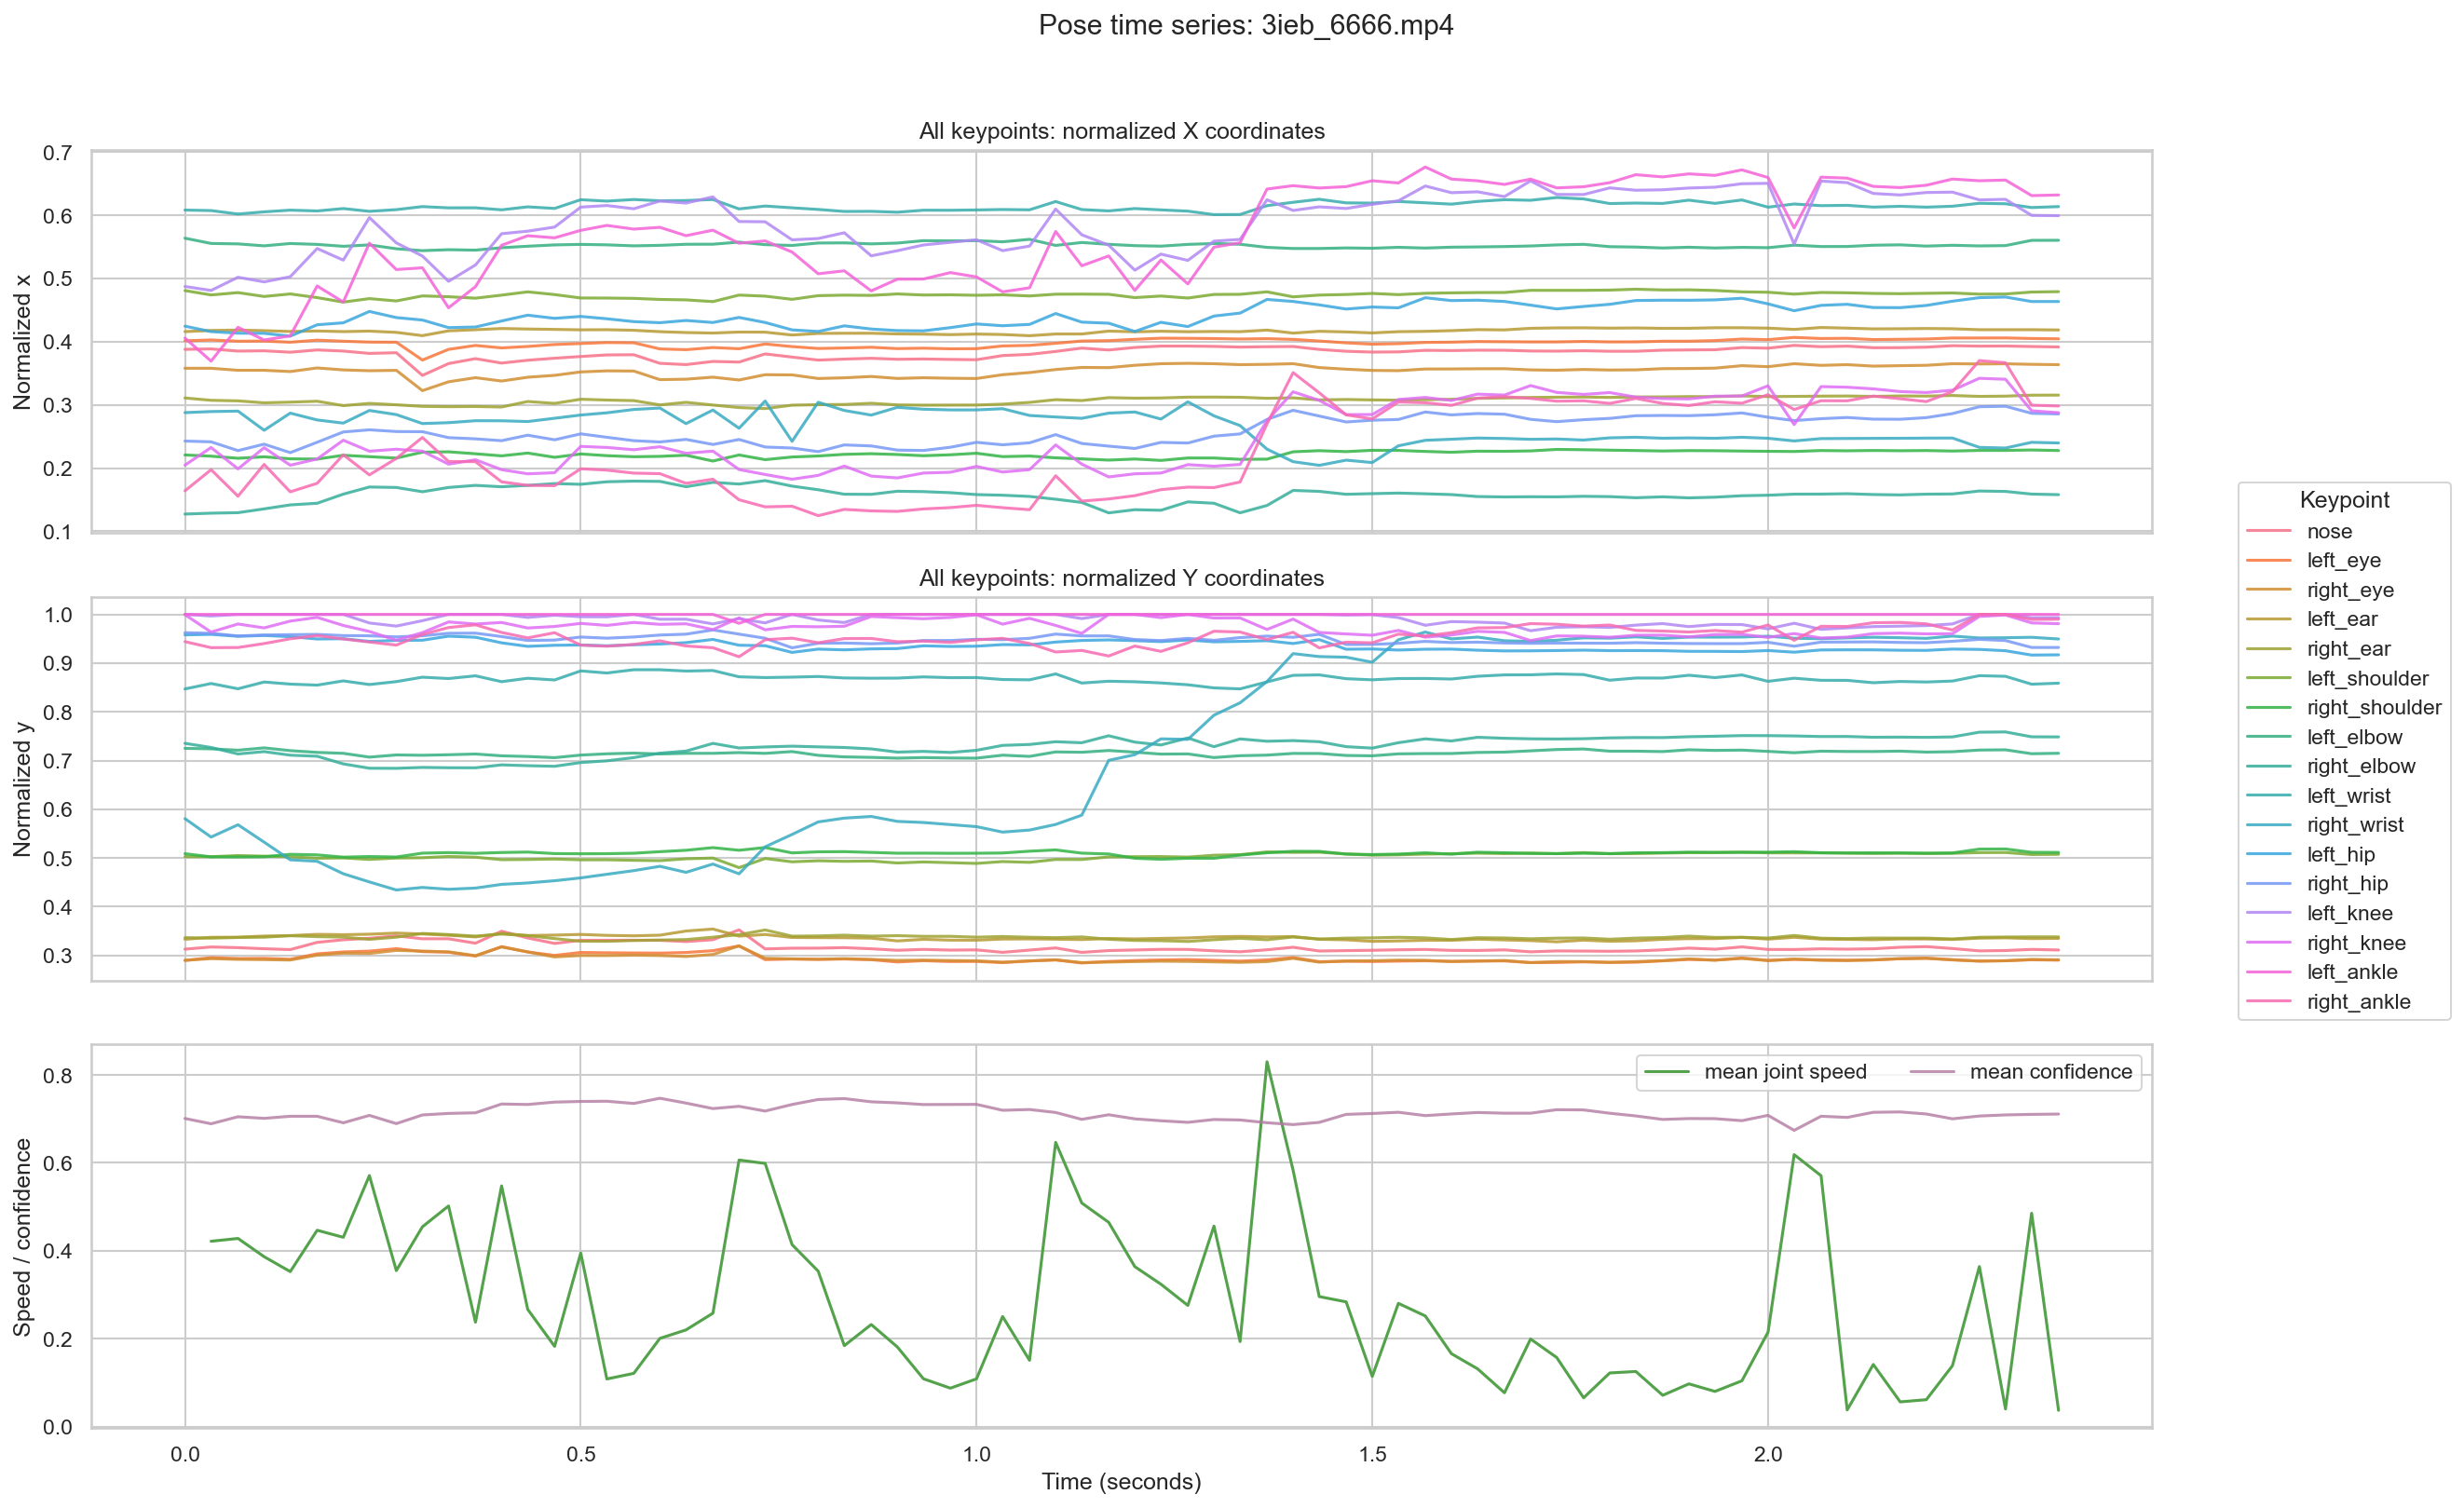 Pose time series: 3ieb_6666.mp4
All keypoints: normalized X coordinates
Normalized x
0.7
0.6
0.5
0.4
0.3
0.2
0.1
All keypoints: normalized Y coordinates
Normalized y
1.0
0.9
0.8
0.7
0.6
0.5
0.4
0.3
Keypoint
nose
left_eye
right_eye
left_ear
right_ear
left_shoulder
right_shoulder
left_elbow
right_elbow
left_wrist
right_wrist
left_hip
right_hip
left_knee
right_knee
left_ankle
right_ankle
mean joint speed mean confidence
Speed / confidence
0.8
0.6
0.4
0.2
0.0
0.0 0.5 1.0 1.5 2.0
Time (seconds)